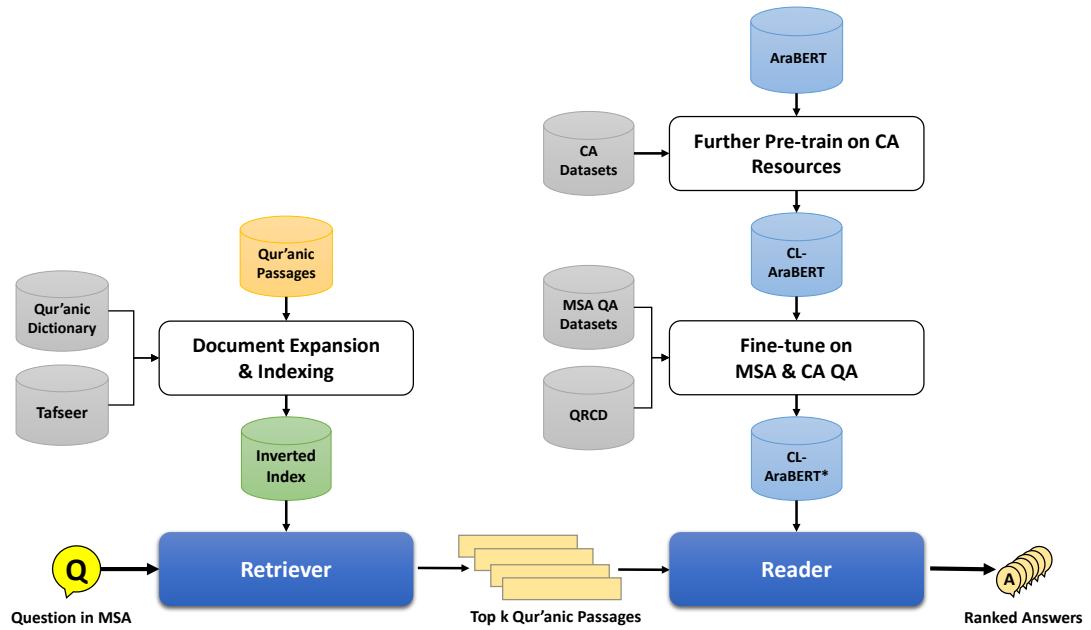 AraBERT
CA
Datasets
Further Pre-train on CA
Resources
Qur'anic
Passages
CL-
AraBERT
Qur'anic
Dictionary
Tafseer
Document Expansion
& Indexing
MSA QA
Datasets
QRCD
Fine-tune on
MSA & CA QA
Inverted
Index
CL-
AraBERT*
Q
Question in MSA
Retriever
Top k Qur'anic Passages
Reader
A
Ranked Answers